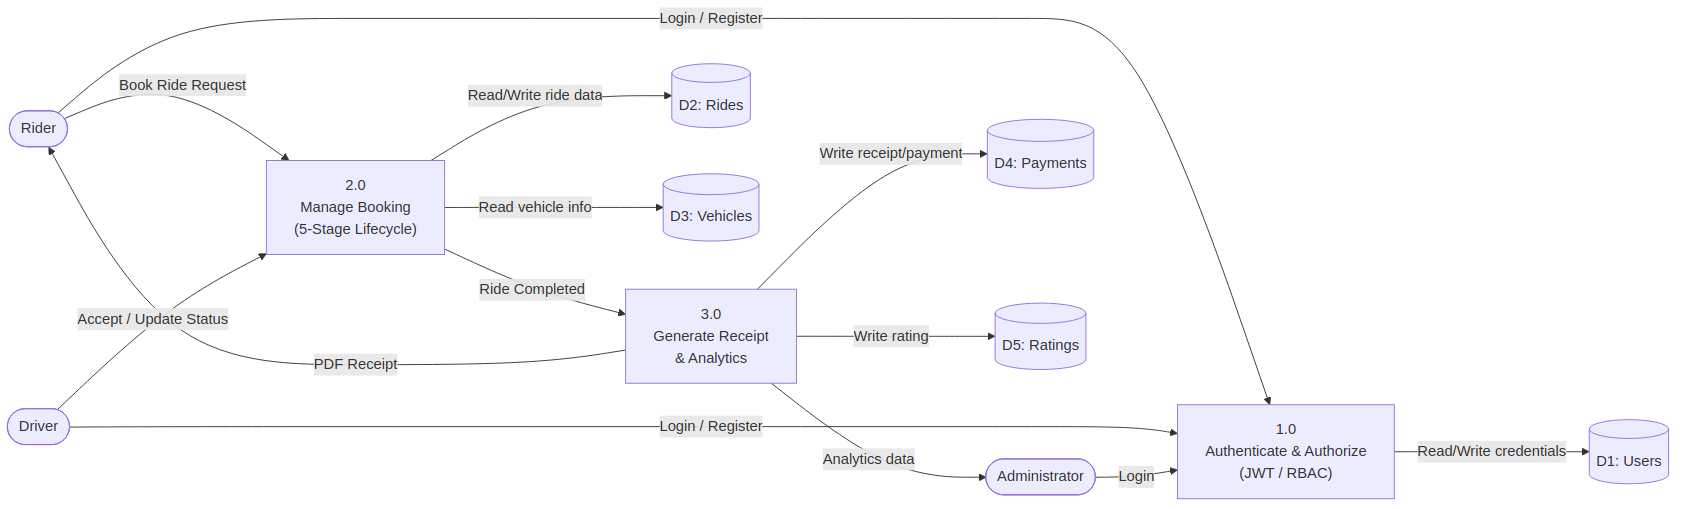 Login / Register
Book Ride Request
Read/Write ride data
D2: Rides
Rider
Write receipt/payment
D4: Payments
2.0
Manage Booking
(5-Stage Lifecycle)
Read vehicle info
D3: Vehicles
Ride Completed
Accept / Update Status
3.0
Generate Receipt
& Analytics
Write rating
D5: Ratings
PDF Receipt
Driver
Login / Register
Analytics data
Administrator
Login
1.0
Authenticate & Authorize
(JWT / RBAC)
Read/Write credentials
D1: Users